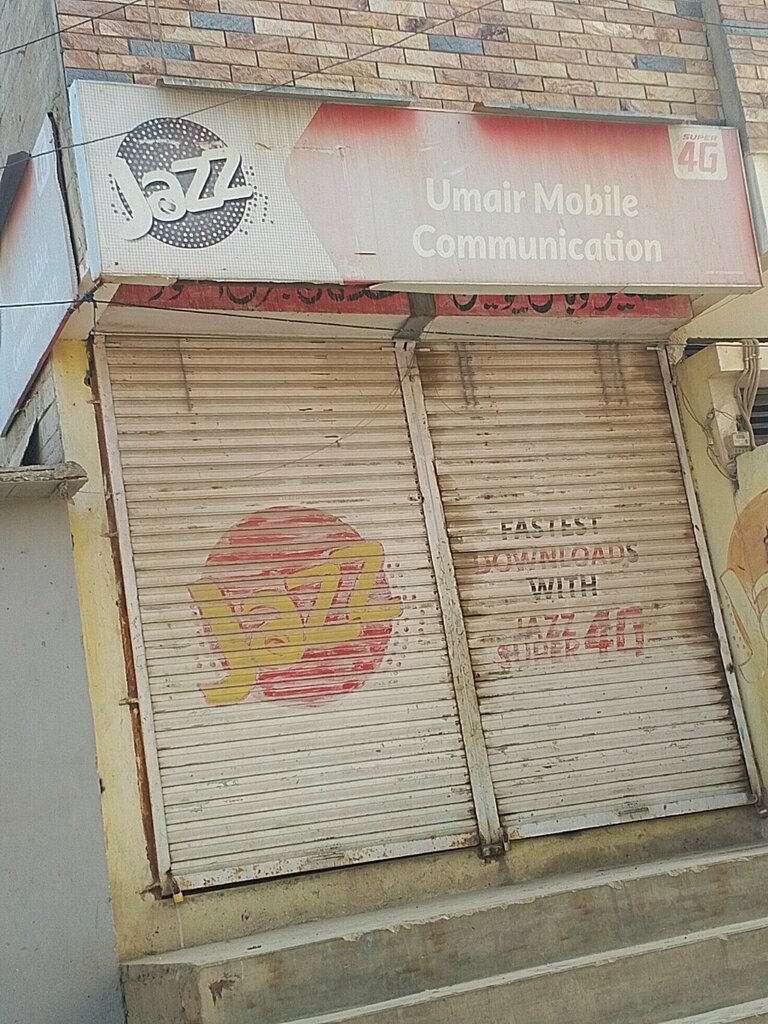 Jazz
SUPER
4G
Umair Mobile
Communication
Jazz
FASTEST
DOWNLOADS
WITH
JAZZ
SUPER 4G